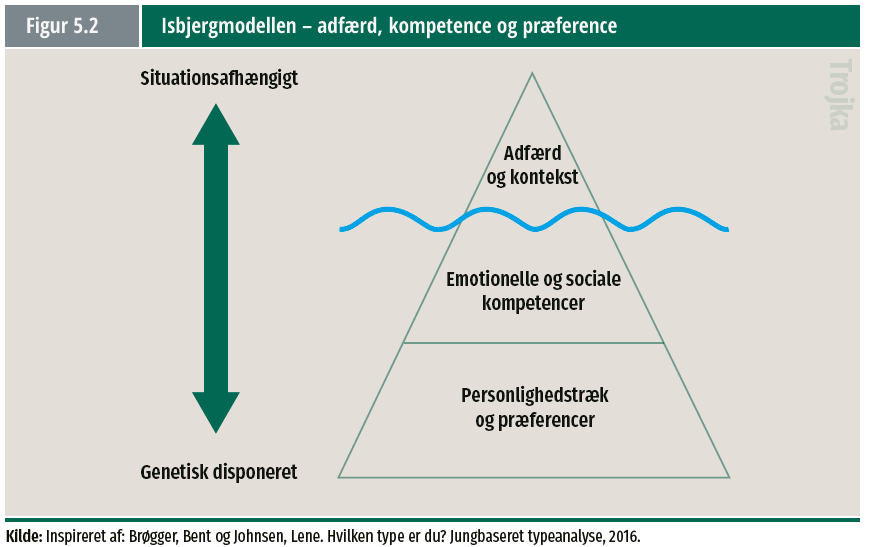 Figur 5.2
Isbjergmodellen – adfærd, kompetence og præference
Trojka
Situationsafhængigt
Adfærd
og kontekst
Emotionelle og sociale
kompetencer
Personlighedstræk
og præferencer
Genetisk disponeret
Kilde: Inspireret af: Brøgger, Bent og Johnsen, Lene. Hvilken type er du? Jungbaseret typeanalyse, 2016.